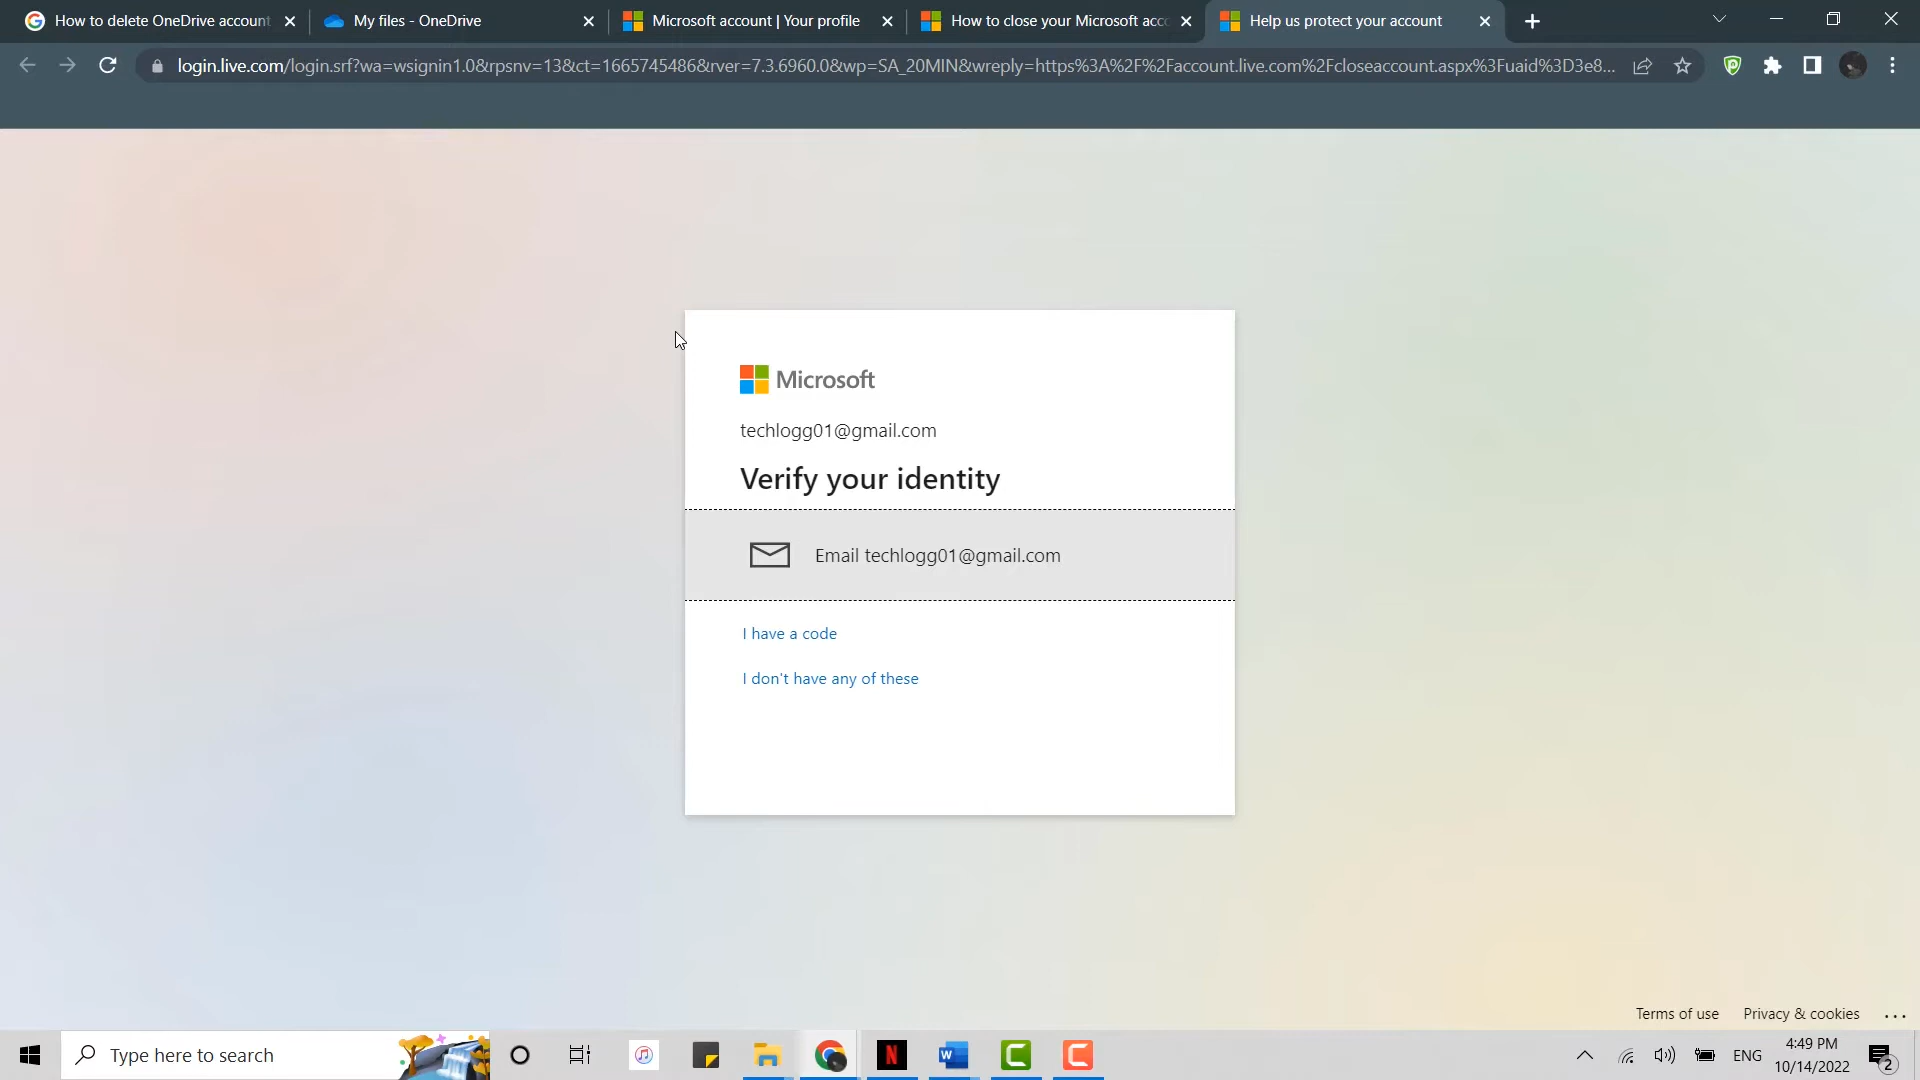 How to delete OneDrive account
My files - OneDrive
Microsoft account | Your profile
How to close your Microsoft acc
Help us protect your account
login.live.com/login.srf?wa=wsignin1.0&rpsnv=13&ct=1665745486&rver=7.3.6960.0&wp=SA_20MIN&wreply=https%3A%2F%2Faccount.live.com%2Fcloseaccount.aspx%3Fuaid%3D3e8...
Microsoft
techlogg01@gmail.com
Verify your identity
Email techlogg01@gmail.com
I have a code
I don't have any of these
Terms of use
Privacy & cookies
...
Type here to search
N
W
C
C
ENG
4:49 PM
10/14/2022
2